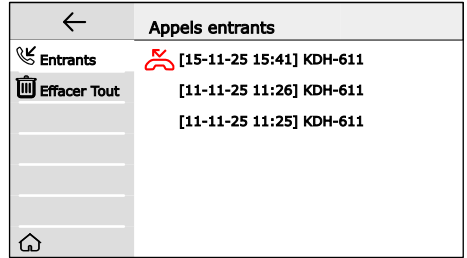 Appels entrants
Entrants
Effacer Tout
[15-11-25 15:41] KDH-611
[11-11-25 11:26] KDH-611
[11-11-25 11:25] KDH-611